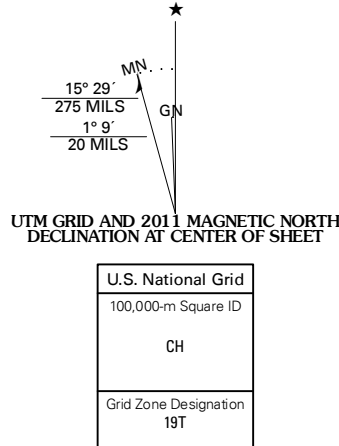 ★
MN
15° 29´
275 MILS
GN
1° 9´
20 MILS
UTM GRID AND 2011 MAGNETIC NORTH
DECLINATION AT CENTER OF SHEET
U.S. National Grid
100,000-m Square ID
CH
Grid Zone Designation
19T